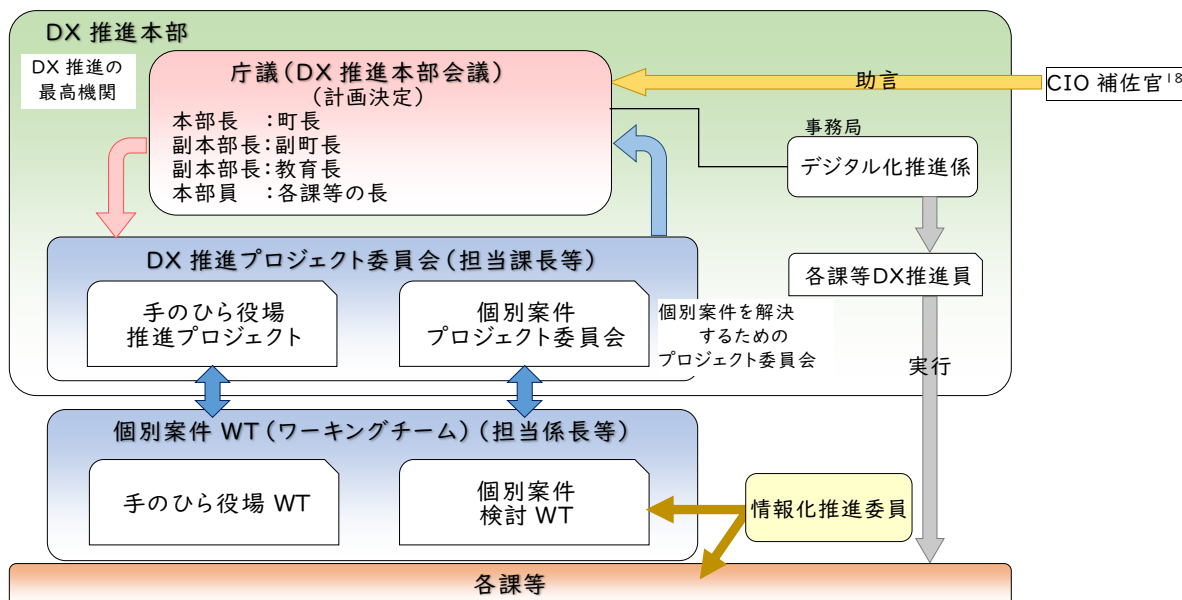 DX 推進本部
DX 推進の
最高機関
庁議(DX 推進本部会議)
(計画決定)
本部長 :町長
副本部長:副町長
副本部長:教育長
本部員 :各課等の長
助言
CIO 補佐官18
事務局
デジタル化推進係
DX 推進プロジェクト委員会(担当課長等)
手のひら役場
推進プロジェクト
個別案件
プロジェクト委員会
個別案件を解決
するための
プロジェクト委員会
各課等DX推進員
実行
個別案件 WT(ワーキングチーム)(担当係長等)
手のひら役場 WT
個別案件
検討 WT
情報化推進委員
各課等